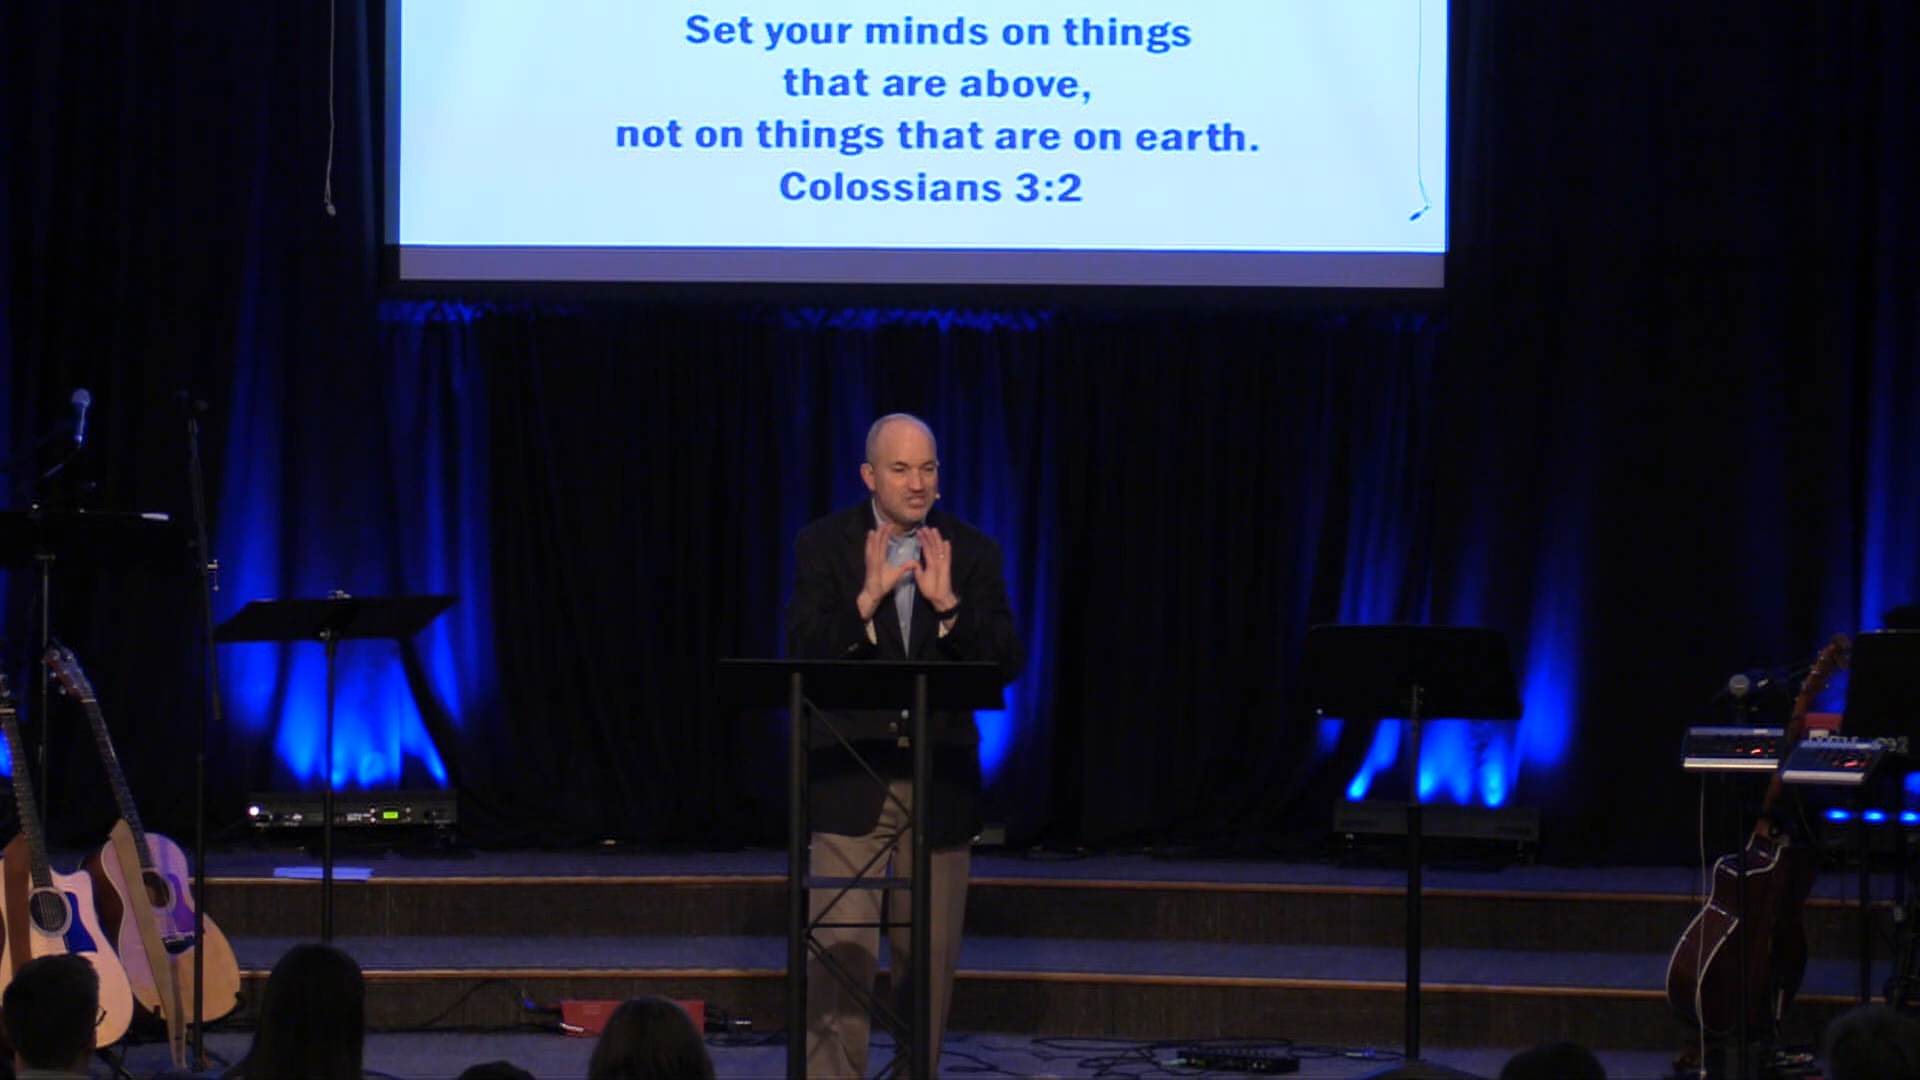 Set your minds on things
that are above,
not on things that are on earth.
Colossians 3:2